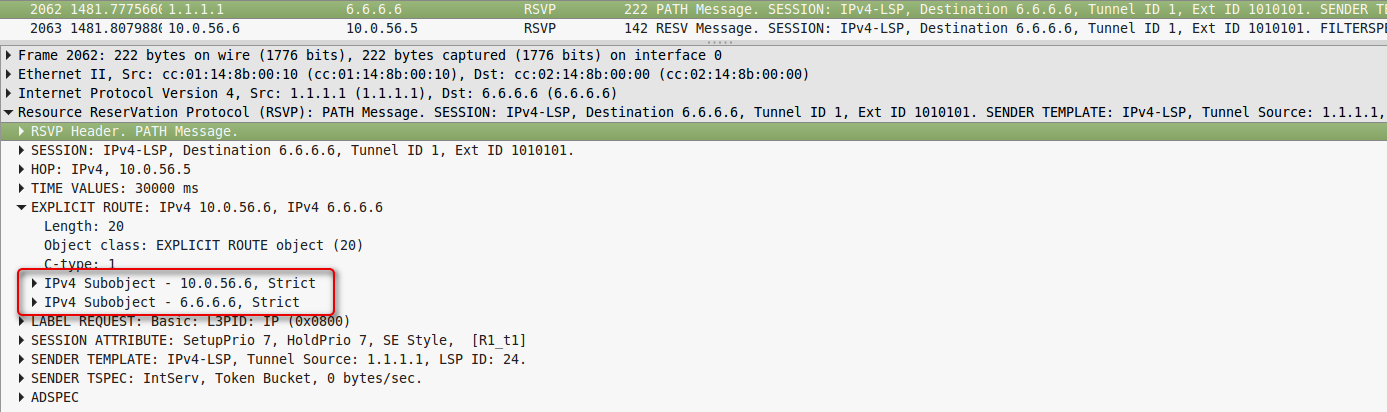 2062 1481.7775660 1.1.1.1 6.6.6.6 RSVP 222 PATH Message. SESSION: IPv4-LSP, Destination 6.6.6.6, Tunnel ID 1, Ext ID 1010101. SENDER
2063 1481.8079880 10.0.56.6 10.0.56.5 RSVP 142 RESV Message. SESSION: IPv4-LSP, Destination 6.6.6.6, Tunnel ID 1, Ext ID 1010101. FILTERSPE
Frame 2062: 222 bytes on wire (1776 bits), 222 bytes captured (1776 bits) on interface 0
Ethernet II, Src: cc:01:14:8b:00:10 (cc:01:14:8b:00:10), Dst: cc:02:14:8b:00:00 (cc:02:14:8b:00:00)
Internet Protocol Version 4, Src: 1.1.1.1 (1.1.1.1), Dst: 6.6.6.6 (6.6.6.6)
Resource ReserVation Protocol (RSVP): PATH Message. SESSION: IPv4-LSP, Destination 6.6.6.6, Tunnel ID 1, Ext ID 1010101. SENDER TEMPLATE: IPv4-LSP, Tunnel Source: 1.1.1.1,
RSVP Header. PATH Message.
SESSION: IPv4-LSP, Destination 6.6.6.6, Tunnel ID 1, Ext ID 1010101.
HOP: IPv4, 10.0.56.5
TIME VALUES: 30000 ms
EXPLICIT ROUTE: IPv4 10.0.56.6, IPv4 6.6.6.6
Length: 20
Object class: EXPLICIT ROUTE object (20)
C-type: 1
IPv4 Subobject - 10.0.56.6, Strict
IPv4 Subobject - 6.6.6.6, Strict
LABEL REQUEST: Basic: L3PID: IP (0x0800)
SESSION ATTRIBUTE: SetupPrio 7, HoldPrio 7, SE Style, [R1_t1]
SENDER TEMPLATE: IPv4-LSP, Tunnel Source: 1.1.1.1, LSP ID: 24.
SENDER TSPEC: IntServ, Token Bucket, 0 bytes/sec.
ADSPEC